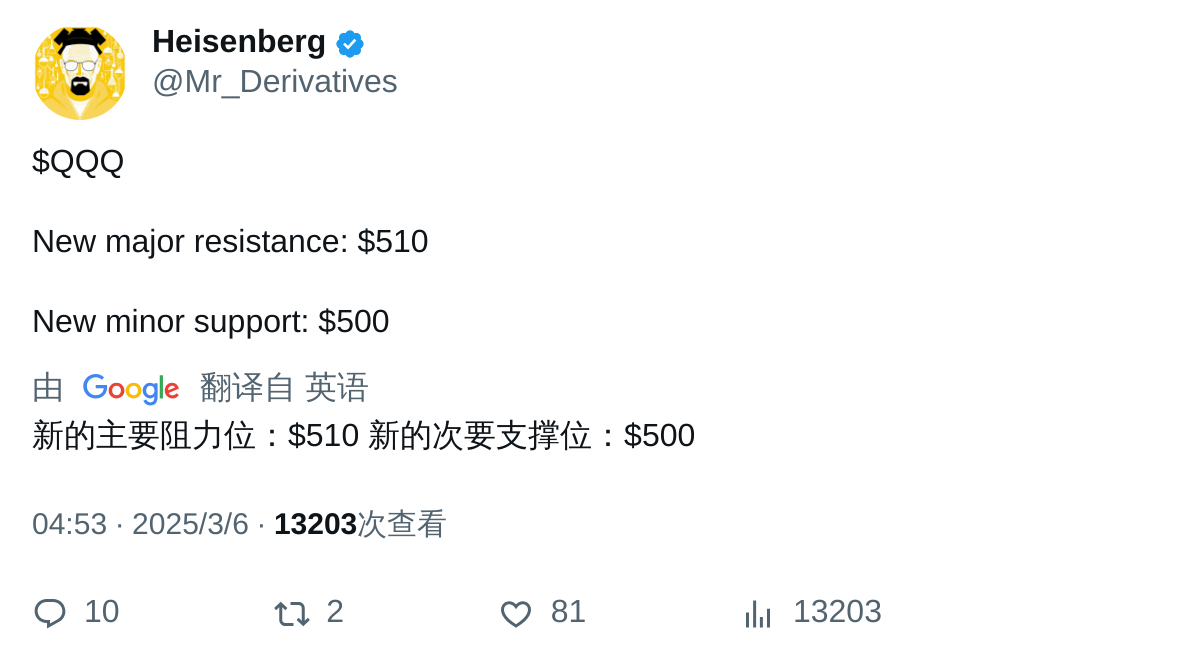 Heisenberg
@Mr_Derivatives
$QQQ
New major resistance: $510
New minor support: $500
由 Google 翻译自 英语
新的主要阻力位：$510 新的次要支撑位：$500
04:53 · 2025/3/6 · 13203次查看
10 2 81 13203